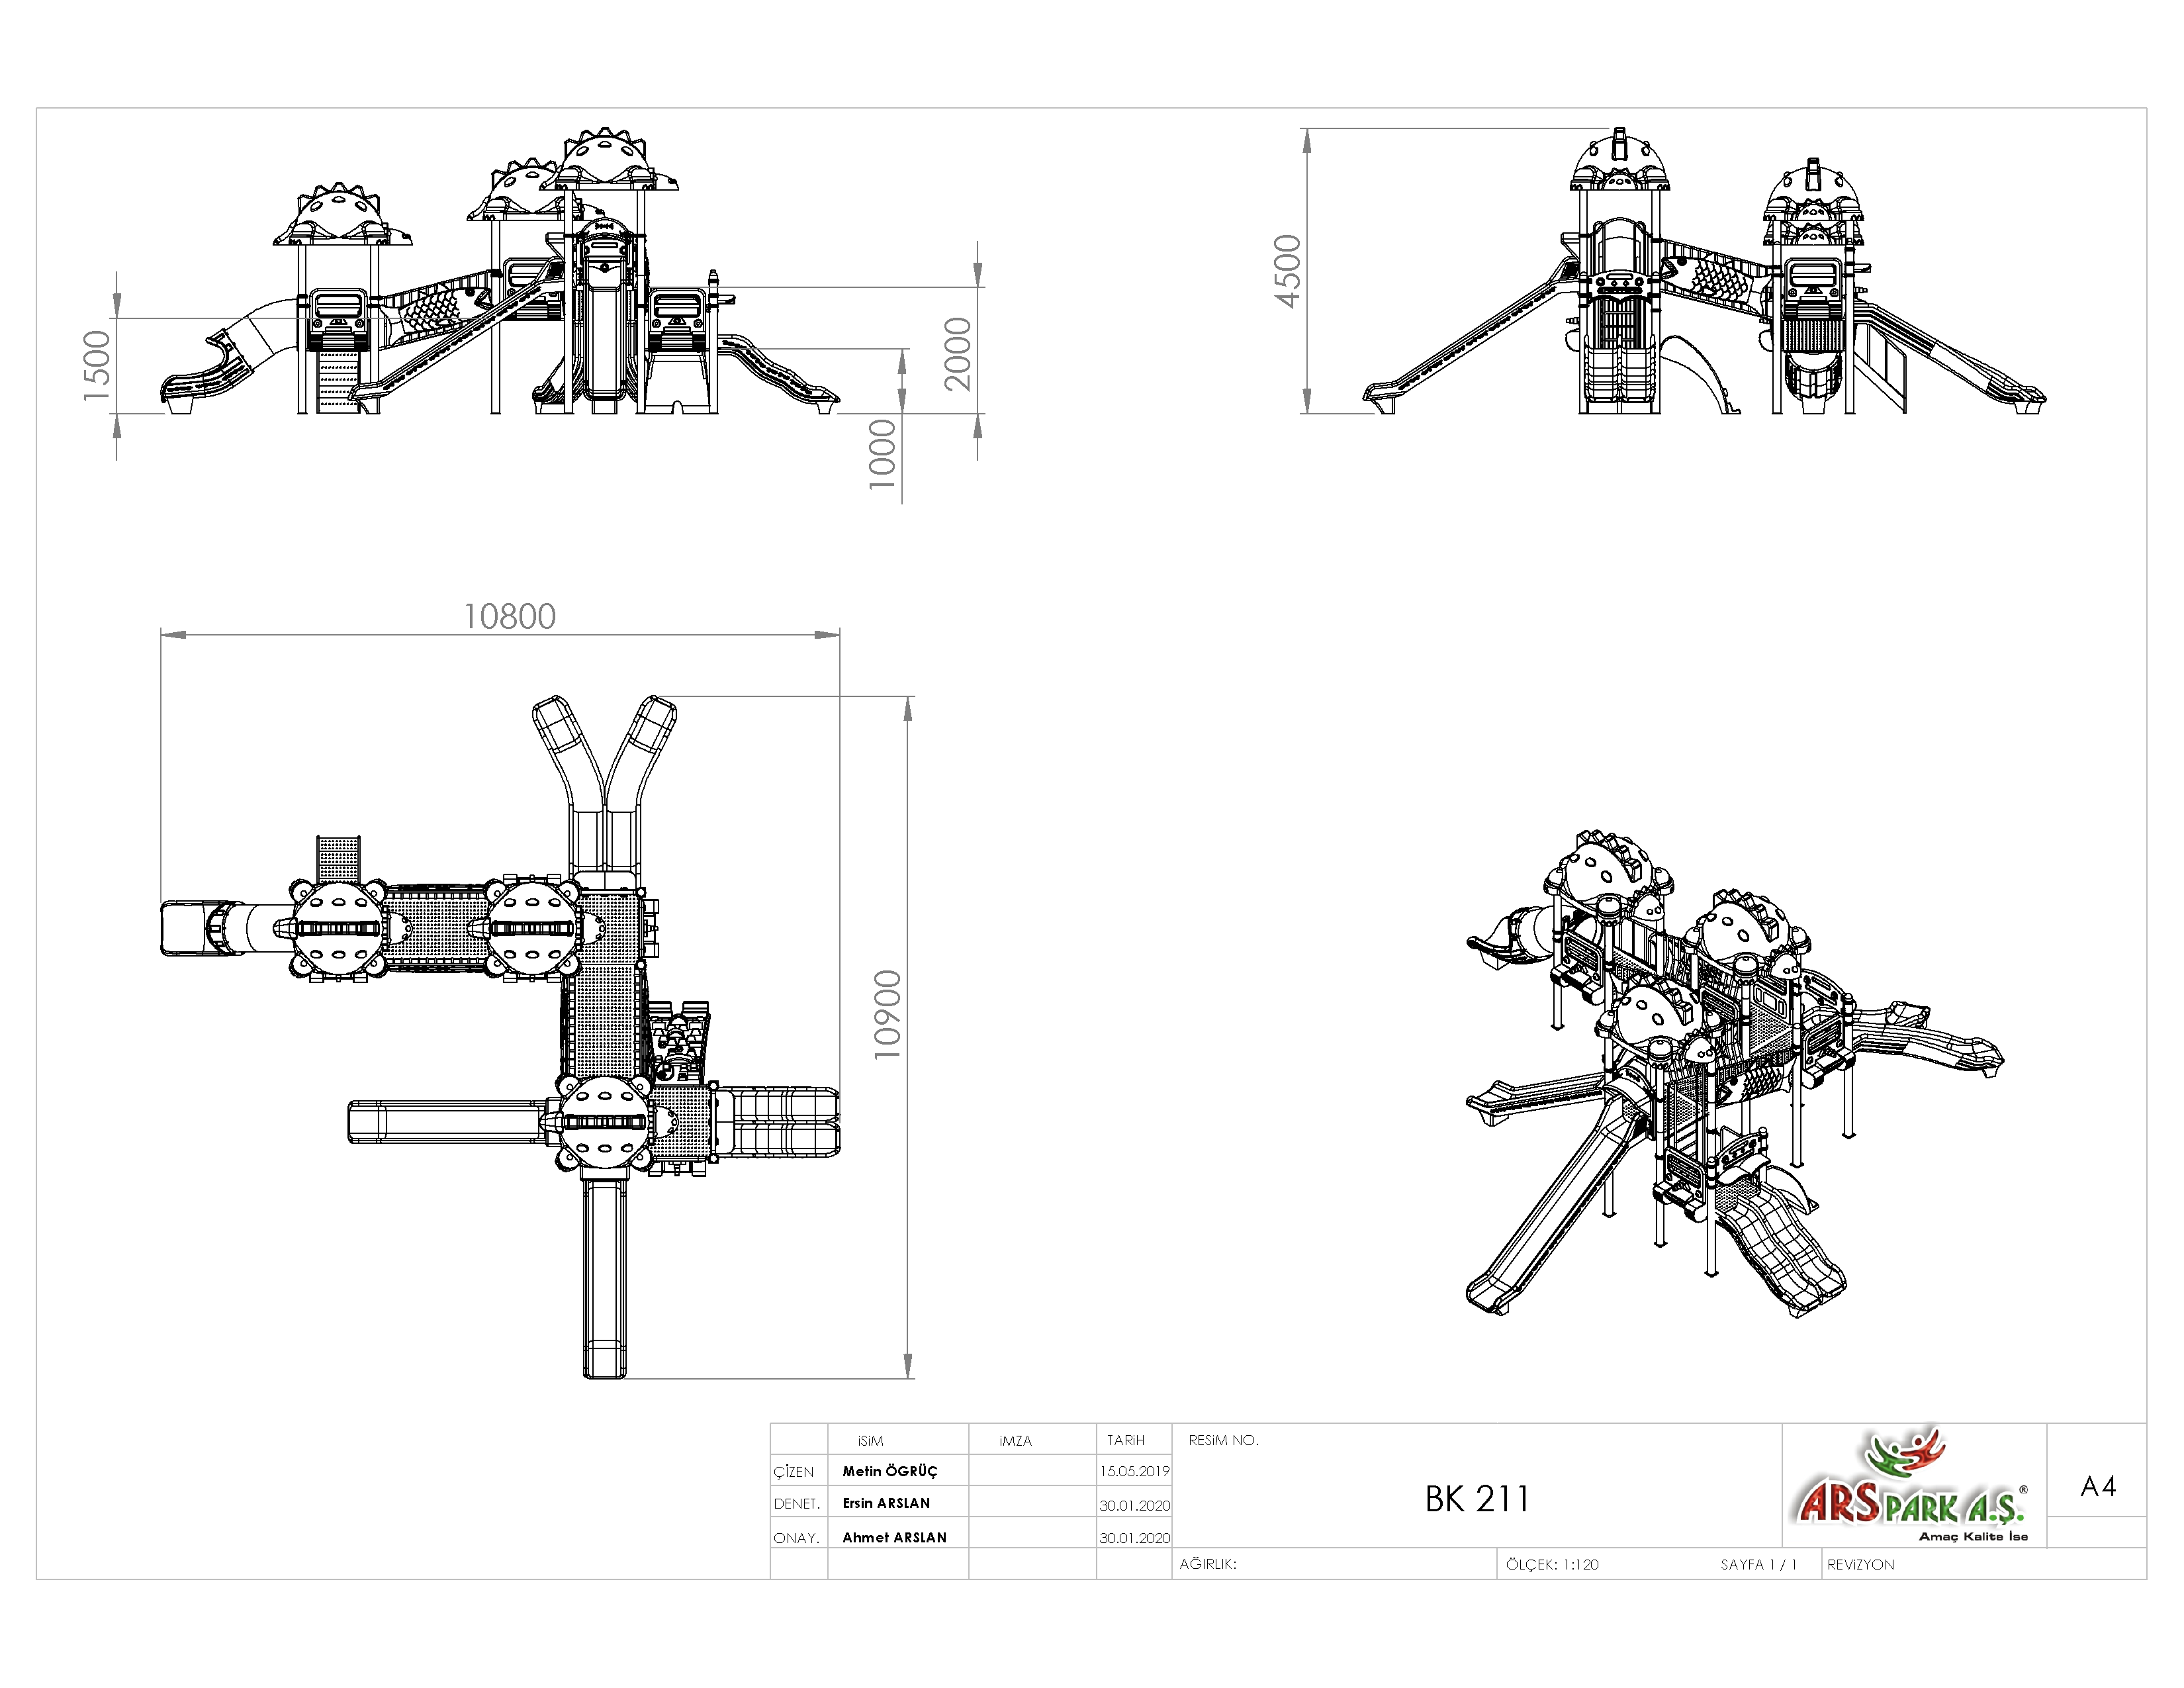 4500
1500
2000
1000
10800
10900
İSİM İMZA TARİH RESİM NO.
ÇİZEN Metin ÖGRÜÇ 15.05.2019
DENET. Ersin ARSLAN 30.01.2020
ONAY. Ahmet ARSLAN 30.01.2020
BK 211
ARSPARK A.Ş.®
Amaç Kalite İse
A4
AĞIRLIK: ÖLÇEK: 1:120 SAYFA 1 / 1 REVİZYON